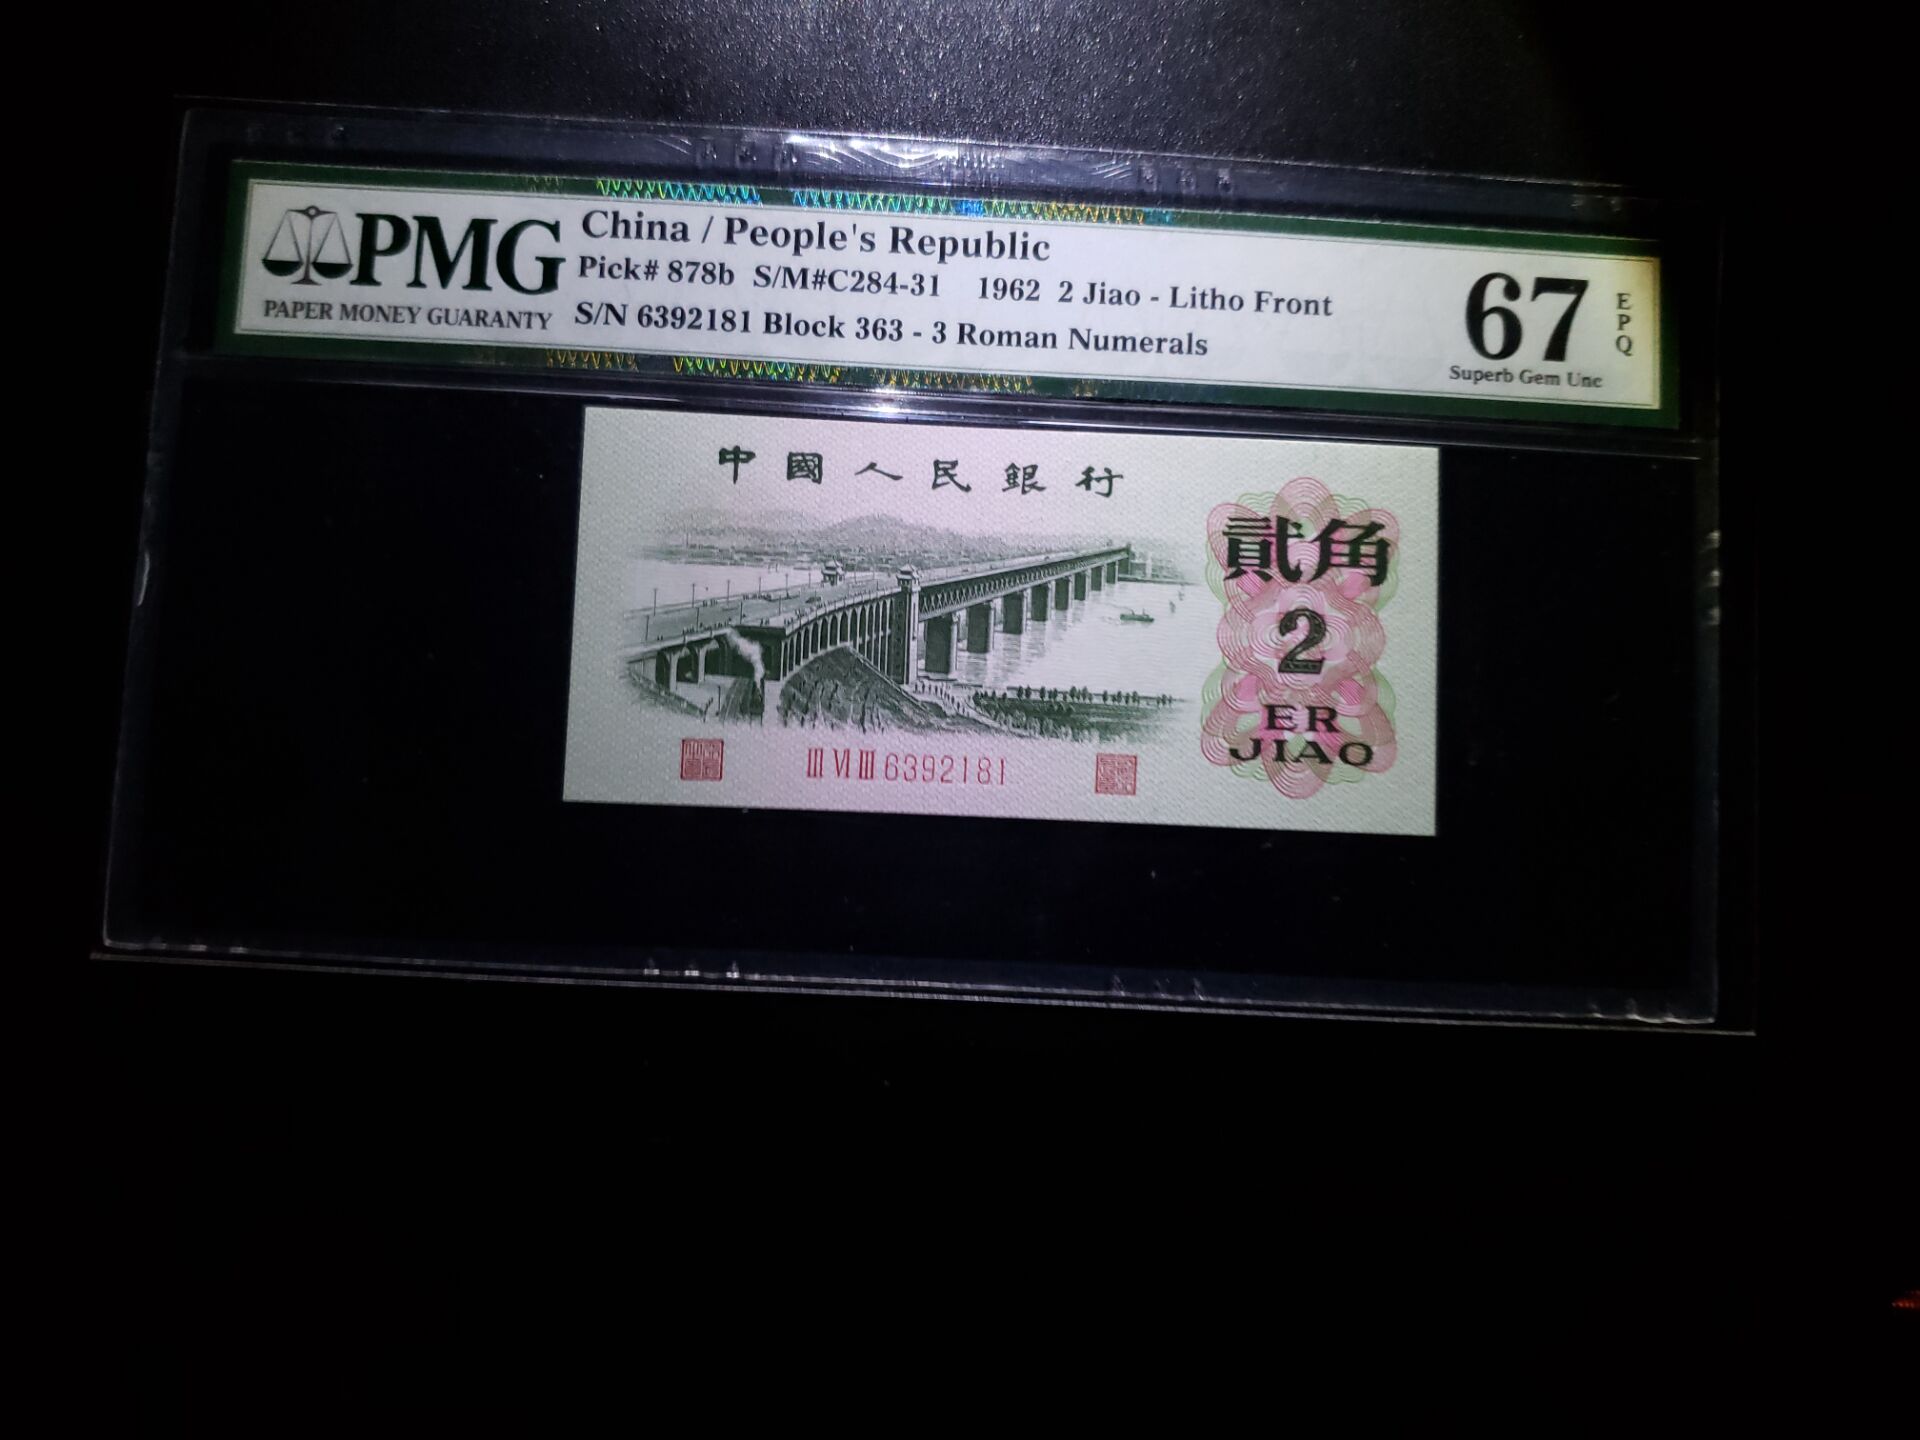 PMG
PAPER MONEY GUARANTY
China / People's Republic
Pick# 878b S/M#C284-31 1962 2 Jiao - Litho Front
S/N 6392181 Block 363 - 3 Roman Numerals
67
EPQ
Superb Gem Unc
中國人民銀行
貳角
2
ER
JIAO
III VI III 6392181